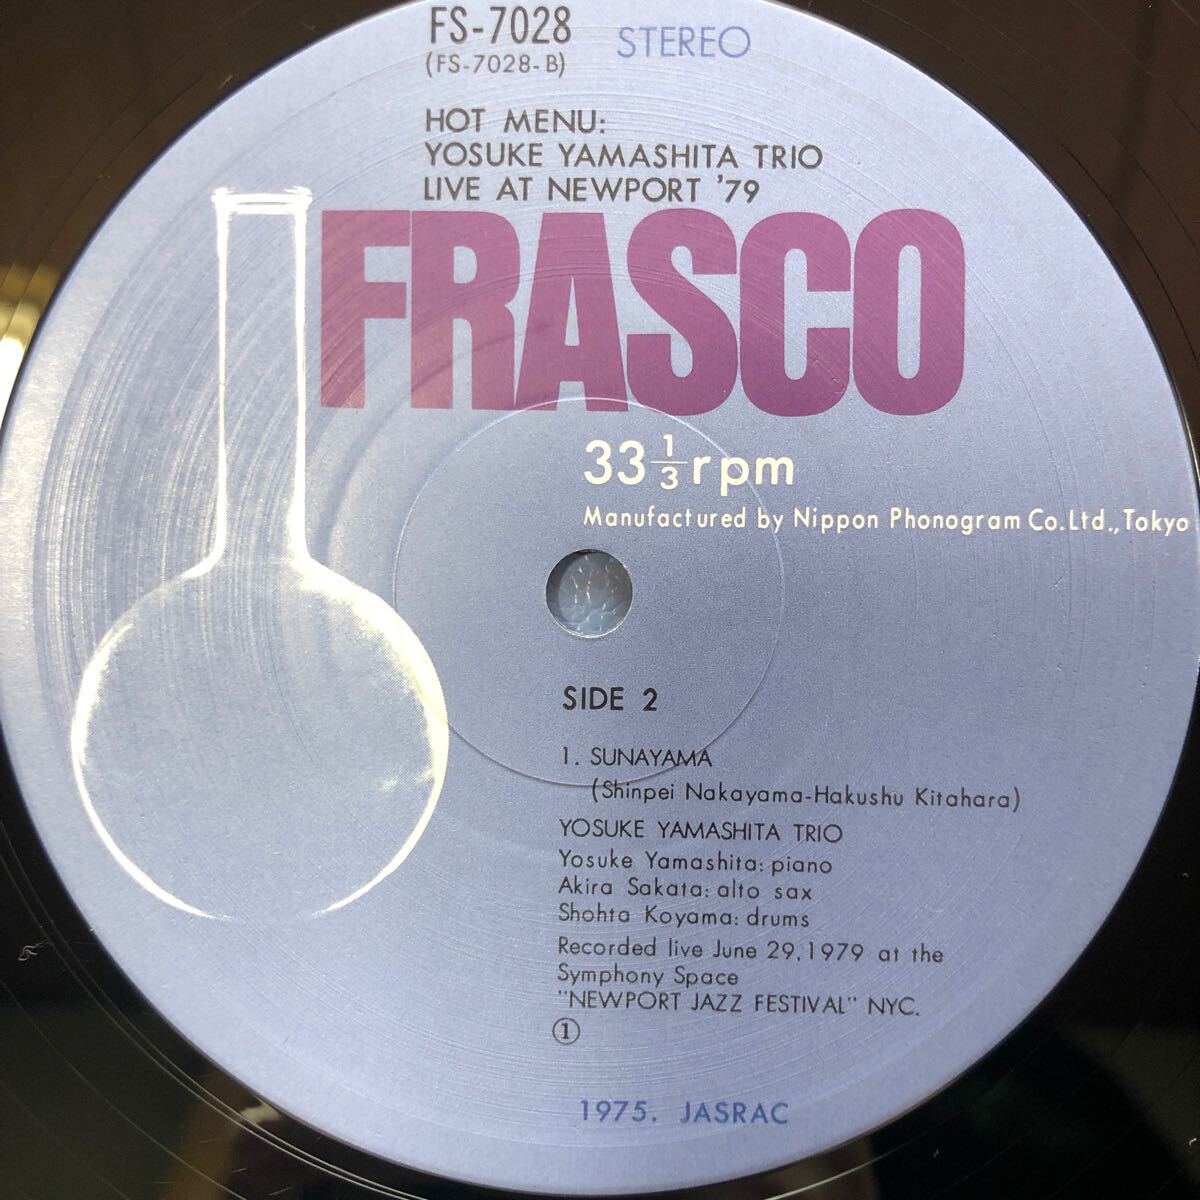 FS-7028
(FS-7028-B)
STEREO
HOT MENU:
YOSUKE YAMASHITA TRIO
LIVE AT NEWPORT '79
FRASCO
33 1/3 rpm
Manufactured by Nippon Phonogram Co.Ltd.,Tokyo
SIDE 2
1. SUNAYAMA
(Shinpei Nakayama-Hakushu Kitahara)
YOSUKE YAMASHITA TRIO
Yosuke Yamashita: piano
Akira Sakata: alto sax
Shohta Koyama: drums
Recorded live June 29,1979 at the
Symphony Space
"NEWPORT JAZZ FESTIVAL" NYC.
①
1975. JASRAC